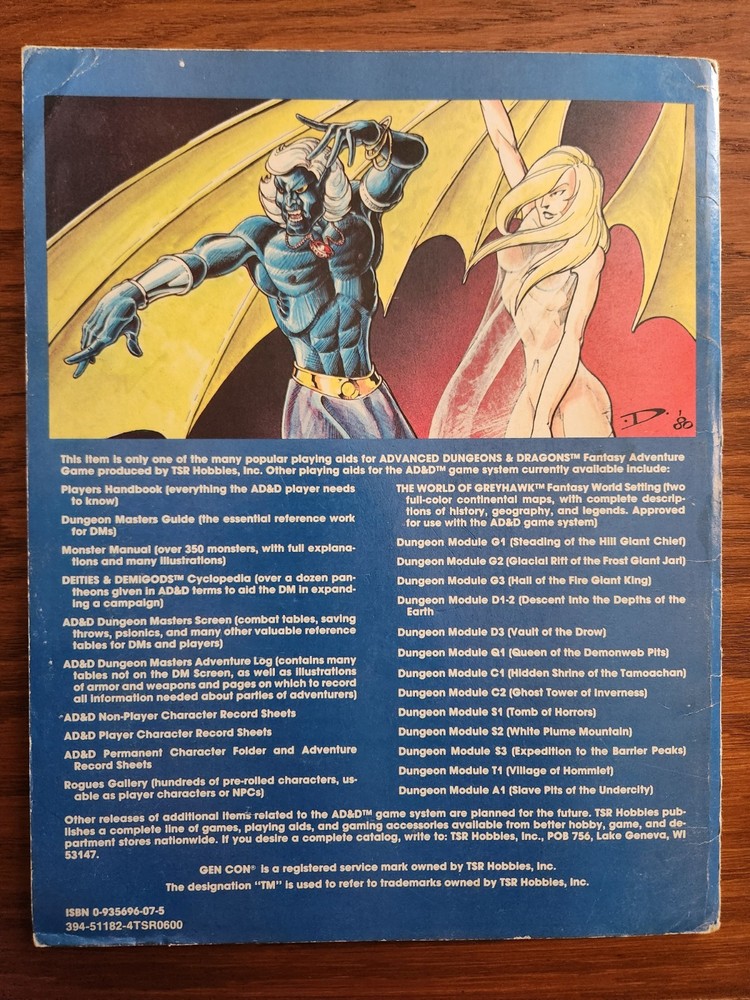 D. '80
This item is only one of the many popular playing aids for ADVANCED DUNGEONS & DRAGONS™ Fantasy Adventure
Game produced by TSR Hobbies, Inc. Other playing aids for the AD&D™ game system currently available include:
Players Handbook (everything the AD&D player needs
to know)
Dungeon Masters Guide (the essential reference work
for DMs)
Monster Manual (over 350 monsters, with full explana-
tions and many illustrations)
DEITIES & DEMIGODS™ Cyclopedia (over a dozen pan-
theons given in AD&D terms to aid the DM in expand-
ing a campaign)
AD&D Dungeon Masters Screen (combat tables, saving
throws, psionics, and many other valuable reference
tables for DMs and players)
AD&D Dungeon Masters Adventure Log (contains many
tables not on the DM Screen, as well as illustrations
of armor and weapons and pages on which to record
all information needed about parties of adventurers)
AD&D Non-Player Character Record Sheets
AD&D Player Character Record Sheets
AD&D Permanent Character Folder and Adventure
Record Sheets
Rogues Gallery (hundreds of pre-rolled characters, us-
able as player characters or NPCs)
THE WORLD OF GREYHAWK™ Fantasy World Setting (two
full-color continental maps, with complete descrip-
tions of history, geography, and legends. Approved
for use with the AD&D game system)
Dungeon Module G1 (Steading of the Hill Giant Chief)
Dungeon Module G2 (Glacial Rift of the Frost Giant Jarl)
Dungeon Module G3 (Hall of the Fire Giant King)
Dungeon Module D1-2 (Descent Into the Depths of the
Earth
Dungeon Module D3 (Vault of the Drow)
Dungeon Module Q1 (Queen of the Demonweb Pits)
Dungeon Module C1 (Hidden Shrine of the Tamoachan)
Dungeon Module C2 (Ghost Tower of Inverness)
Dungeon Module S1 (Tomb of Horrors)
Dungeon Module S2 (White Plume Mountain)
Dungeon Module S3 (Expedition to the Barrier Peaks)
Dungeon Module T1 (Village of Hommlet)
Dungeon Module A1 (Slave Pits of the Undercity)
Other releases of additional items related to the AD&D™ game system are planned for the future. TSR Hobbies pub-
lishes a complete line of games, playing aids, and gaming accessories available from better hobby, game, and de-
partment stores nationwide. If you desire a complete catalog, write to: TSR Hobbies, Inc., POB 756, Lake Geneva, WI
53147.
GEN CON® is a registered service mark owned by TSR Hobbies, Inc.
The designation "TM" is used to refer to trademarks owned by TSR Hobbies, Inc.
ISBN 0-935696-07-5
394-51182-4TSR0600